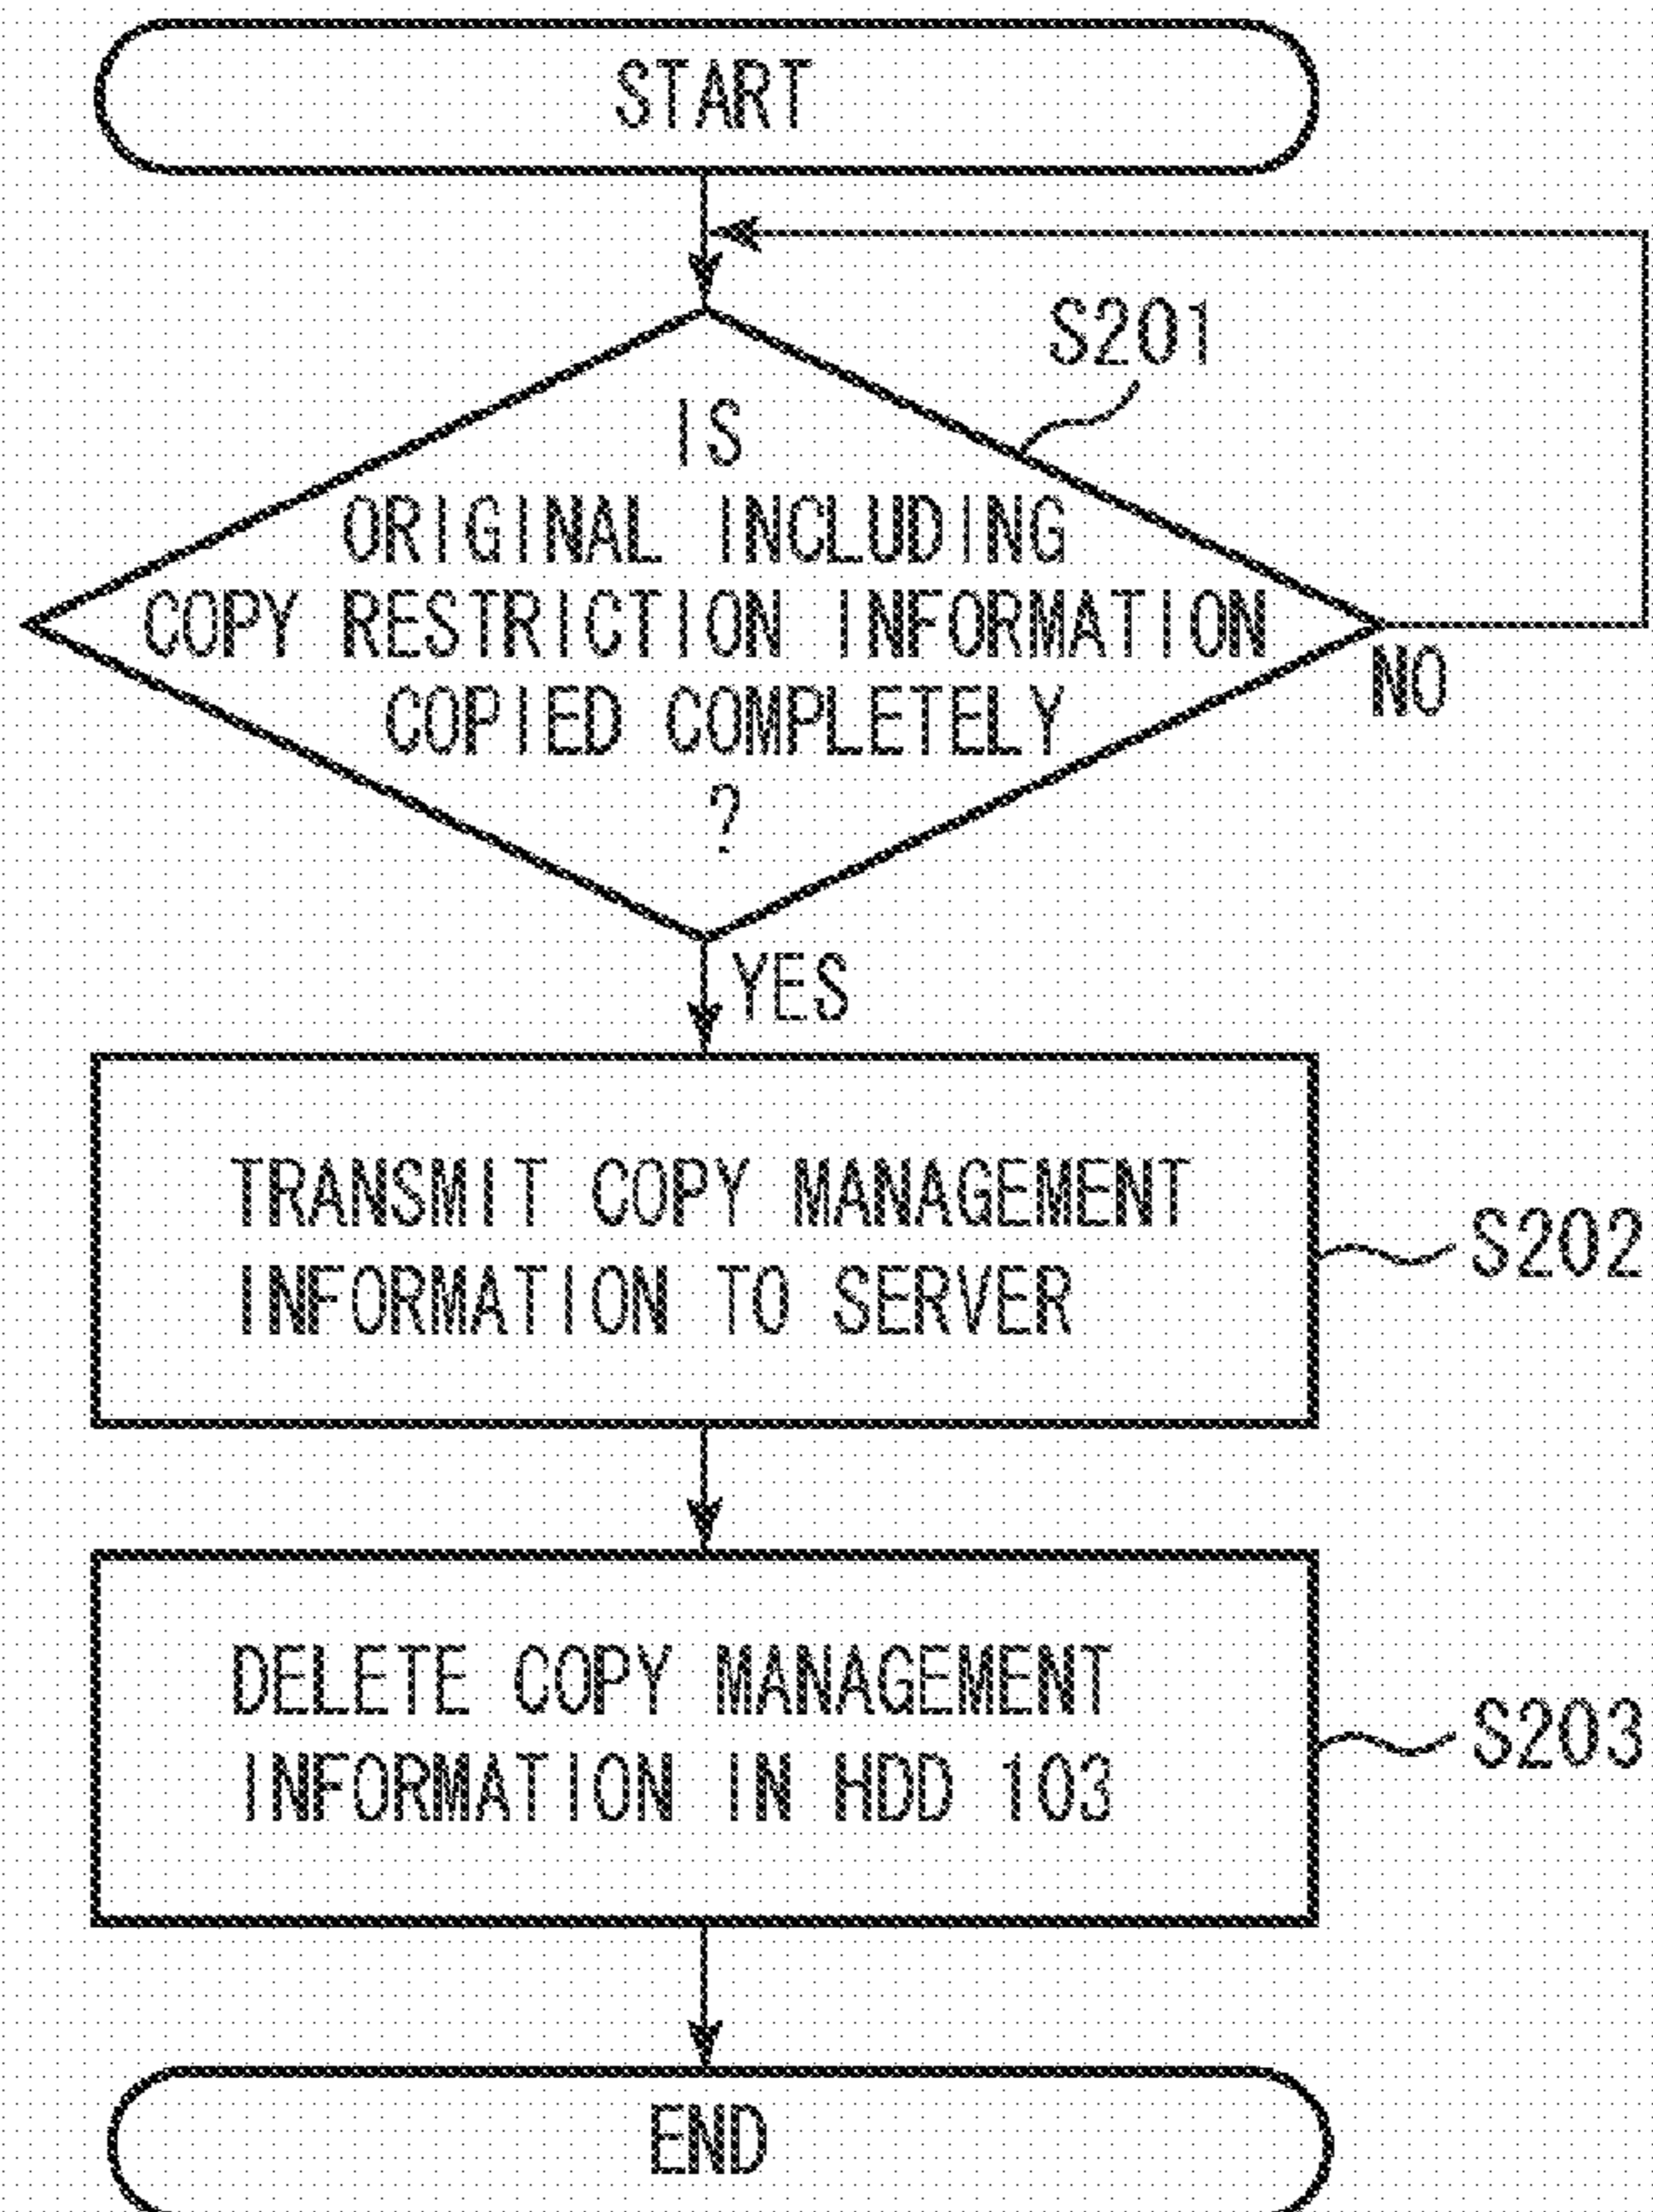 START
S201
IS
ORIGINAL INCLUDING
COPY RESTRICTION INFORMATION
COPIED COMPLETELY
?
NO
YES
TRANSMIT COPY MANAGEMENT
INFORMATION TO SERVER
S202
DELETE COPY MANAGEMENT
INFORMATION IN HDD 103
S203
END